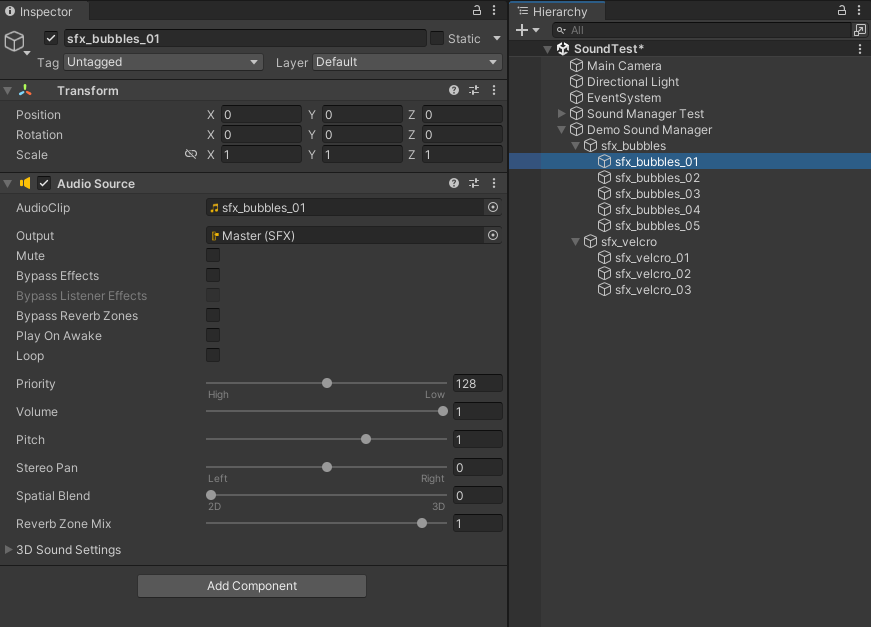 Inspector
sfx_bubbles_01
Static
Tag Untagged Layer Default
Transform
Position X 0 Y 0 Z 0
Rotation X 0 Y 0 Z 0
Scale X 1 Y 1 Z 1
Audio Source
AudioClip sfx_bubbles_01
Output Master (SFX)
Mute
Bypass Effects
Bypass Listener Effects
Bypass Reverb Zones
Play On Awake
Loop
Priority 128
High Low
Volume 1
Pitch 1
Stereo Pan 0
Left Right
Spatial Blend 0
2D 3D
Reverb Zone Mix 1
3D Sound Settings
Add Component
Hierarchy
All
SoundTest*
Main Camera
Directional Light
EventSystem
Sound Manager Test
Demo Sound Manager
sfx_bubbles
sfx_bubbles_01
sfx_bubbles_02
sfx_bubbles_03
sfx_bubbles_04
sfx_bubbles_05
sfx_velcro
sfx_velcro_01
sfx_velcro_02
sfx_velcro_03